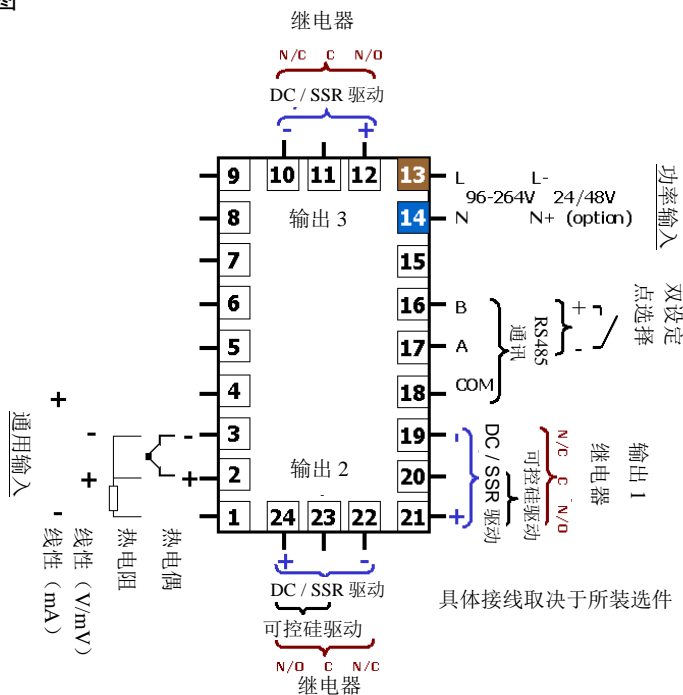 图
继电器
N/C C N/O
DC / SSR 驱动
- +
9 10 11 12 13 L L-
96-264V 24/48V
8 输出 3 14 N N+ (option)
功率输入
7 15
6 16 B
5 17 A
4 18 COM
RS485
通讯
+
-
双设定
点选择
3 19 -
2 输出 2 20
1 24 23 22 21 +
DC / SSR 驱动
可控硅驱动
N/C C N/O
继电器
输出 1
通用输入
+
-
线性（mA）
-
+
线性（V/mV）
热电阻
-
+
热电偶
+ -
DC / SSR 驱动
可控硅驱动
N/O C N/C
继电器
具体接线取决于所装选件